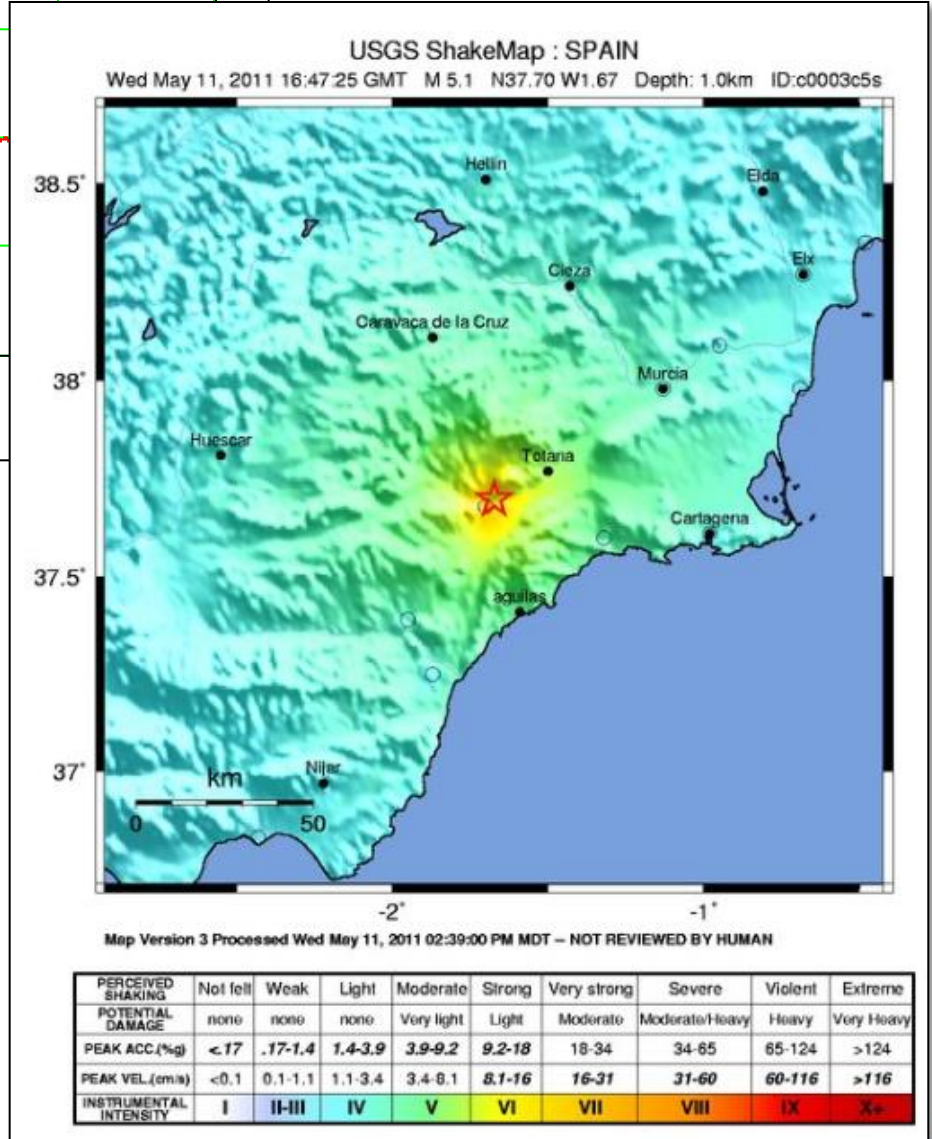 USGS ShakeMap : SPAIN
Wed May 11, 2011 16:47:25 GMT M 5.1 N37.70 W1.67 Depth: 1.0km ID:c0003c5s
38.5°
Hellin
Elda
Cieza
Elx
Caravaca de la Cruz
38°
Murcia
Huescar
Totana
Cartagena
37.5°
aguilas
37°
Nijar
km
0 50
-2° -1°
Map Version 3 Processed Wed May 11, 2011 02:39:00 PM MDT -- NOT REVIEWED BY HUMAN
PERCEIVED SHAKING Not felt Weak Light Moderate Strong Very strong Severe Violent Extreme
POTENTIAL DAMAGE none none none Very light Light Moderate Moderate/Heavy Heavy Very Heavy
PEAK ACC.(%g) <.17 .17-1.4 1.4-3.9 3.9-9.2 9.2-18 18-34 34-65 65-124 >124
PEAK VEL.(cm/s) <0.1 0.1-1.1 1.1-3.4 3.4-8.1 8.1-16 16-31 31-60 60-116 >116
INSTRUMENTAL INTENSITY I II-III IV V VI VII VIII IX X+